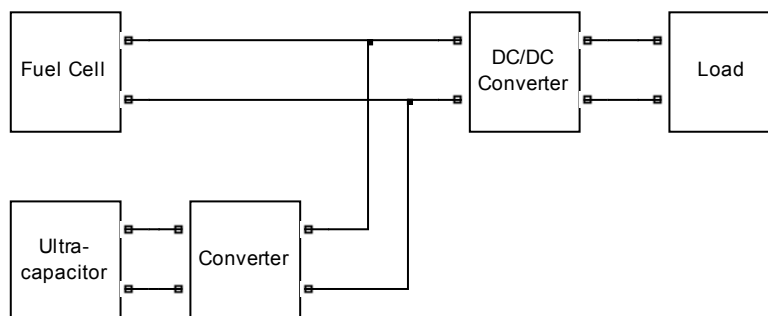 Fuel Cell
DC/DC
Converter
Load
Ultra-
capacitor
Converter